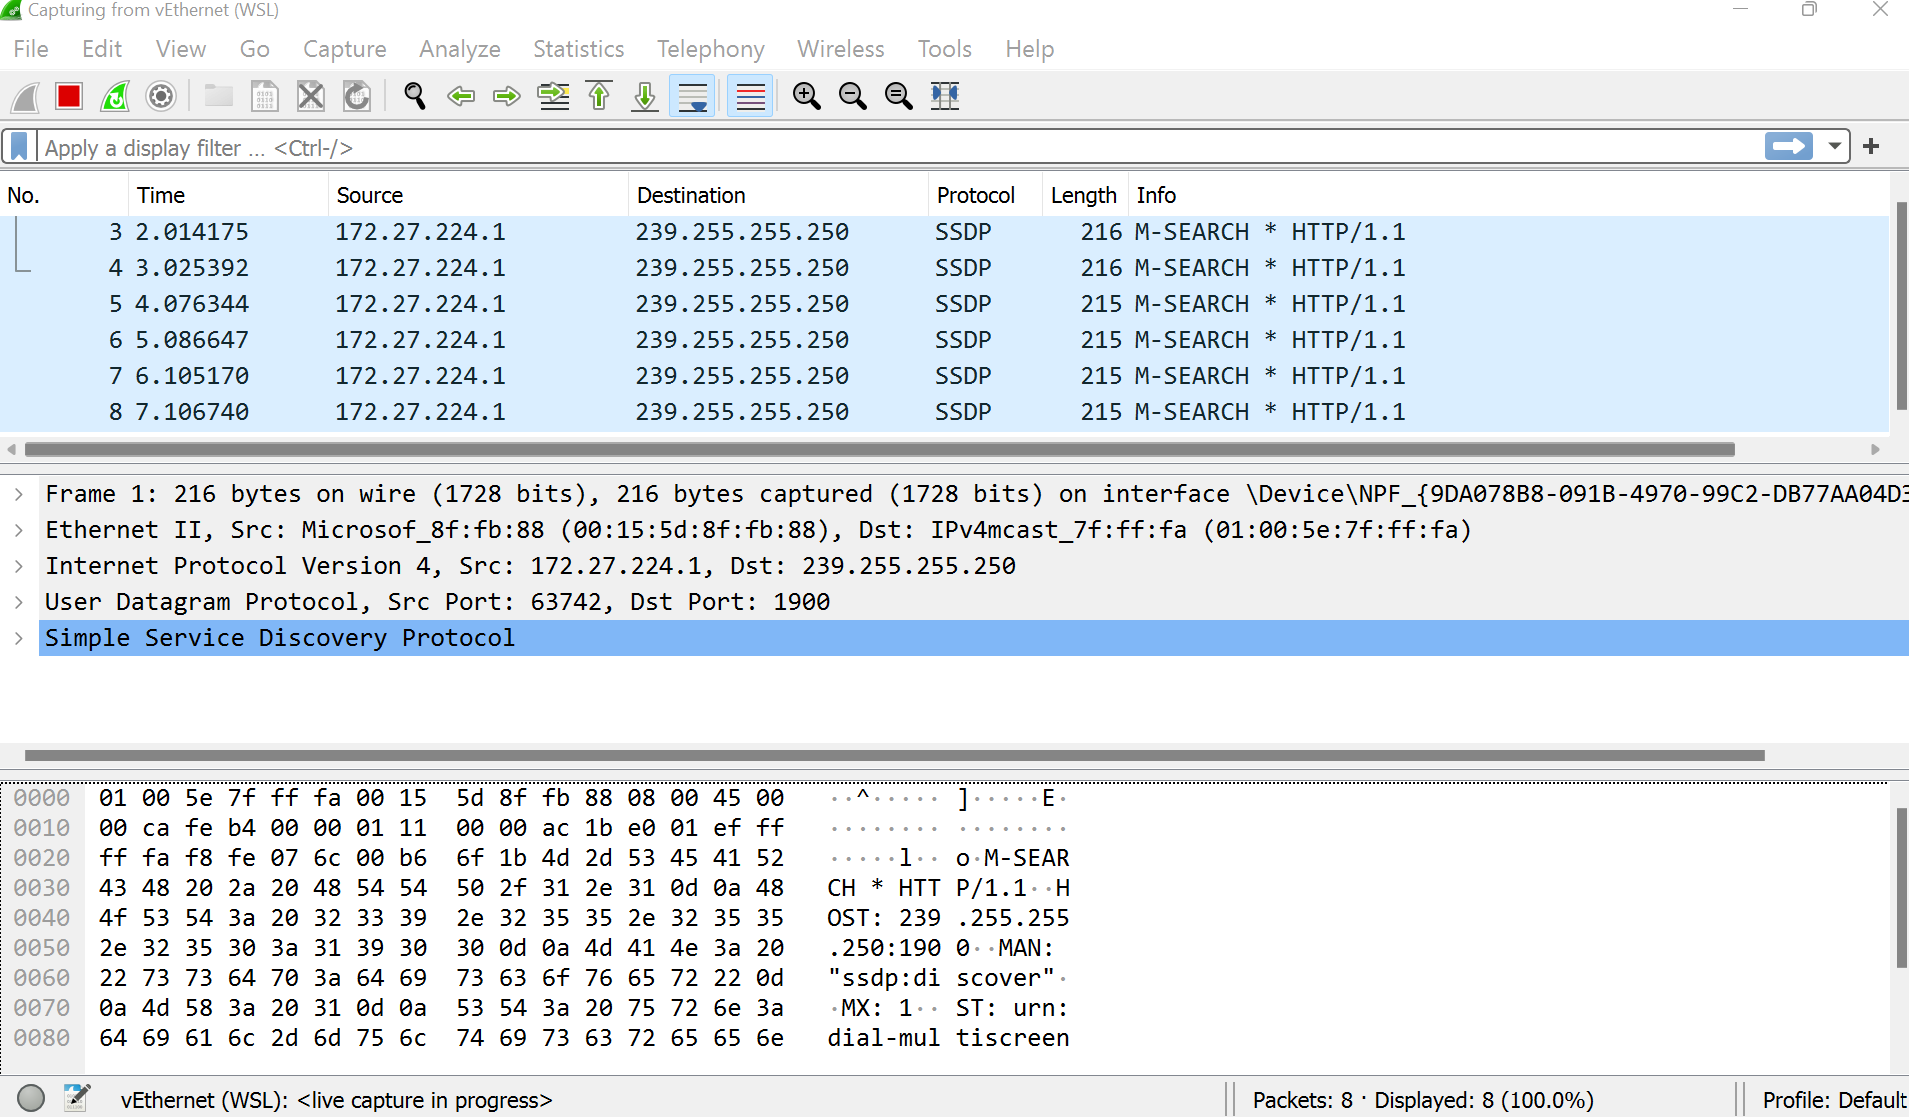 Capturing from vEthernet (WSL)
File Edit View Go Capture Analyze Statistics Telephony Wireless Tools Help
Apply a display filter ... <Ctrl-/>
No. Time Source Destination Protocol Length Info
3 2.014175 172.27.224.1 239.255.255.250 SSDP 216 M-SEARCH * HTTP/1.1
4 3.025392 172.27.224.1 239.255.255.250 SSDP 216 M-SEARCH * HTTP/1.1
5 4.076344 172.27.224.1 239.255.255.250 SSDP 215 M-SEARCH * HTTP/1.1
6 5.086647 172.27.224.1 239.255.255.250 SSDP 215 M-SEARCH * HTTP/1.1
7 6.105170 172.27.224.1 239.255.255.250 SSDP 215 M-SEARCH * HTTP/1.1
8 7.106740 172.27.224.1 239.255.255.250 SSDP 215 M-SEARCH * HTTP/1.1
Frame 1: 216 bytes on wire (1728 bits), 216 bytes captured (1728 bits) on interface \Device\NPF_{9DA078B8-091B-4970-99C2-DB77AA04D3
Ethernet II, Src: Microsof_8f:fb:88 (00:15:5d:8f:fb:88), Dst: IPv4mcast_7f:ff:fa (01:00:5e:7f:ff:fa)
Internet Protocol Version 4, Src: 172.27.224.1, Dst: 239.255.255.250
User Datagram Protocol, Src Port: 63742, Dst Port: 1900
Simple Service Discovery Protocol
0000 01 00 5e 7f ff fa 00 15 5d 8f fb 88 08 00 45 00 ··^····· ]·····E·
0010 00 ca fe b4 00 00 01 11 00 00 ac 1b e0 01 ef ff ········ ········
0020 ff fa f8 fe 07 6c 00 b6 6f 1b 4d 2d 53 45 41 52 ·····l·· o·M-SEAR
0030 43 48 20 2a 20 48 54 54 50 2f 31 2e 31 0d 0a 48 CH * HTT P/1.1··H
0040 4f 53 54 3a 20 32 33 39 2e 32 35 35 2e 32 35 35 OST: 239 .255.255
0050 2e 32 35 30 3a 31 39 30 30 0d 0a 4d 41 4e 3a 20 .250:190 0··MAN:
0060 22 73 73 64 70 3a 64 69 73 63 6f 76 65 72 22 0d "ssdp:di scover"·
0070 0a 4d 58 3a 20 31 0d 0a 53 54 3a 20 75 72 6e 3a ·MX: 1·· ST: urn:
0080 64 69 61 6c 2d 6d 75 6c 74 69 73 63 72 65 65 6e dial-mul tiscreen
vEthernet (WSL): <live capture in progress> Packets: 8 · Displayed: 8 (100.0%) Profile: Default